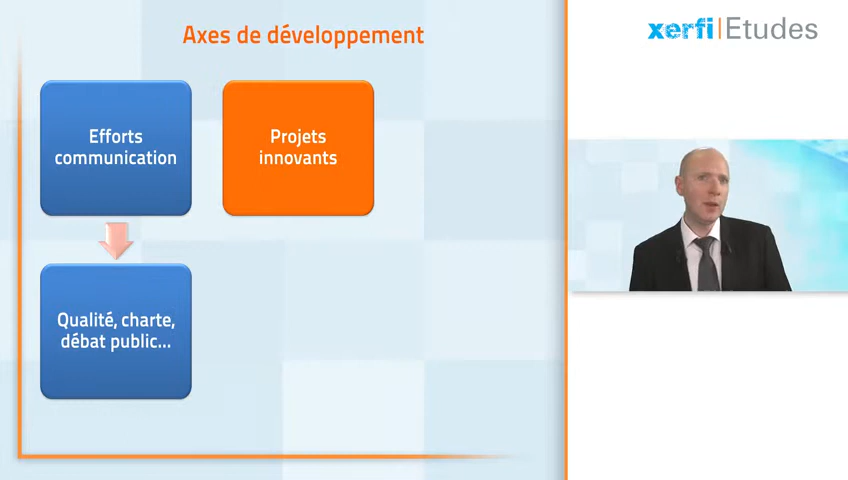 Axes de développement
xerfi|Etudes
Efforts
communication
Projets
innovants
Qualité, charte,
débat public...